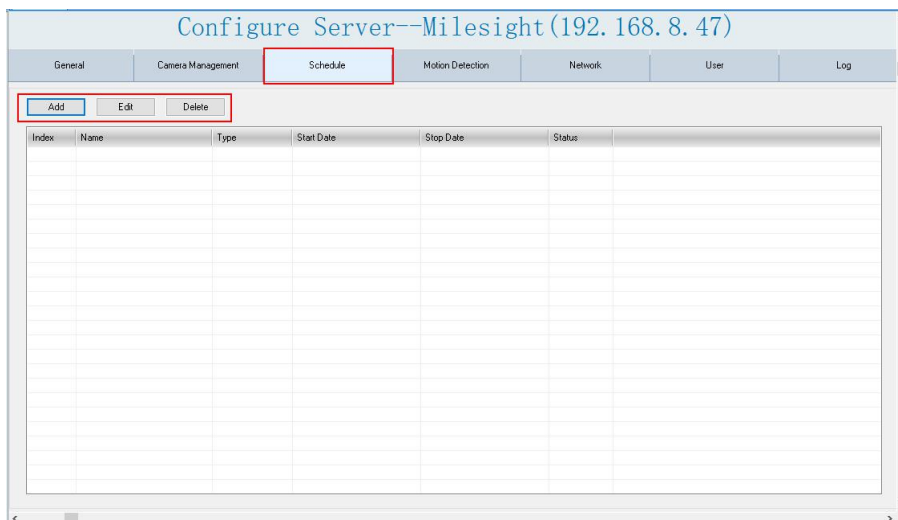 Configure Server--Milesight(192.168.8.47)
General Camera Management Schedule Motion Detection Network User Log
Add Edit Delete
Index Name Type Start Date Stop Date Status